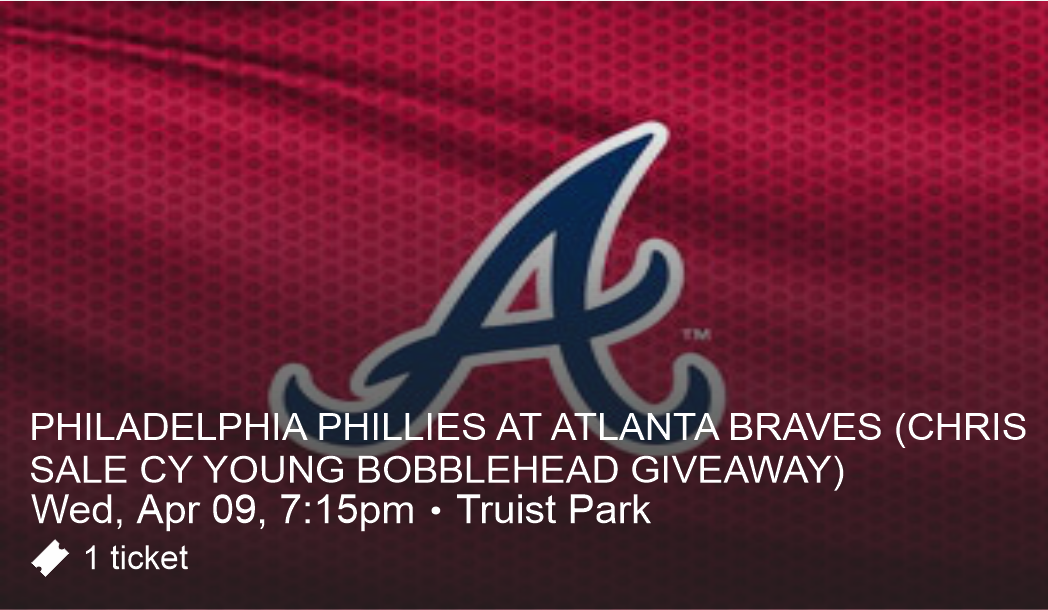 A
TM
PHILADELPHIA PHILLIES AT ATLANTA BRAVES (CHRIS
SALE CY YOUNG BOBBLEHEAD GIVEAWAY)
Wed, Apr 09, 7:15pm • Truist Park
1 ticket